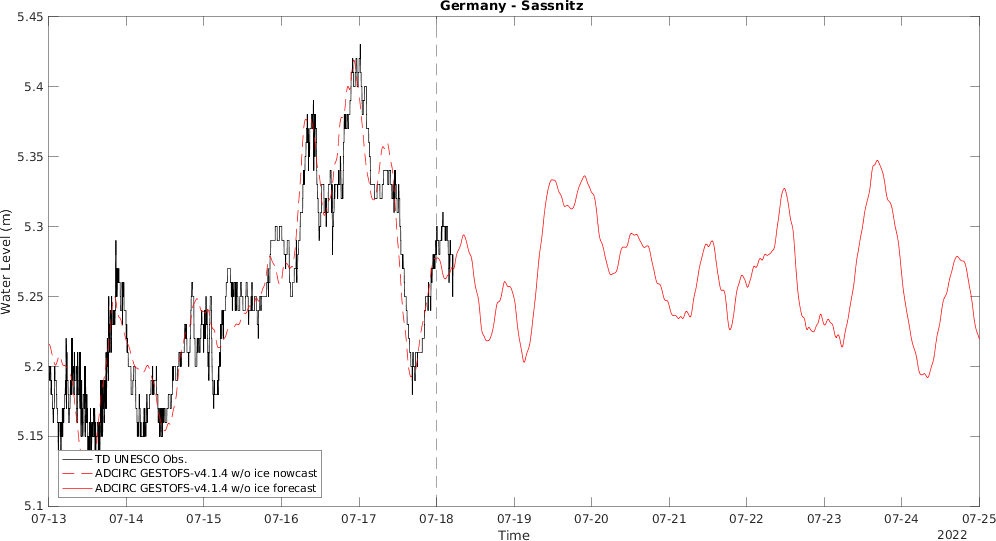 Germany - Sassnitz
Water Level (m)
5.45
5.4
5.35
5.3
5.25
5.2
5.15
5.1
TD UNESCO Obs.
ADCIRC GESTOFS-v4.1.4 w/o ice nowcast
ADCIRC GESTOFS-v4.1.4 w/o ice forecast
07-13 07-14 07-15 07-16 07-17 07-18 07-19 07-20 07-21 07-22 07-23 07-24 07-25
Time
2022